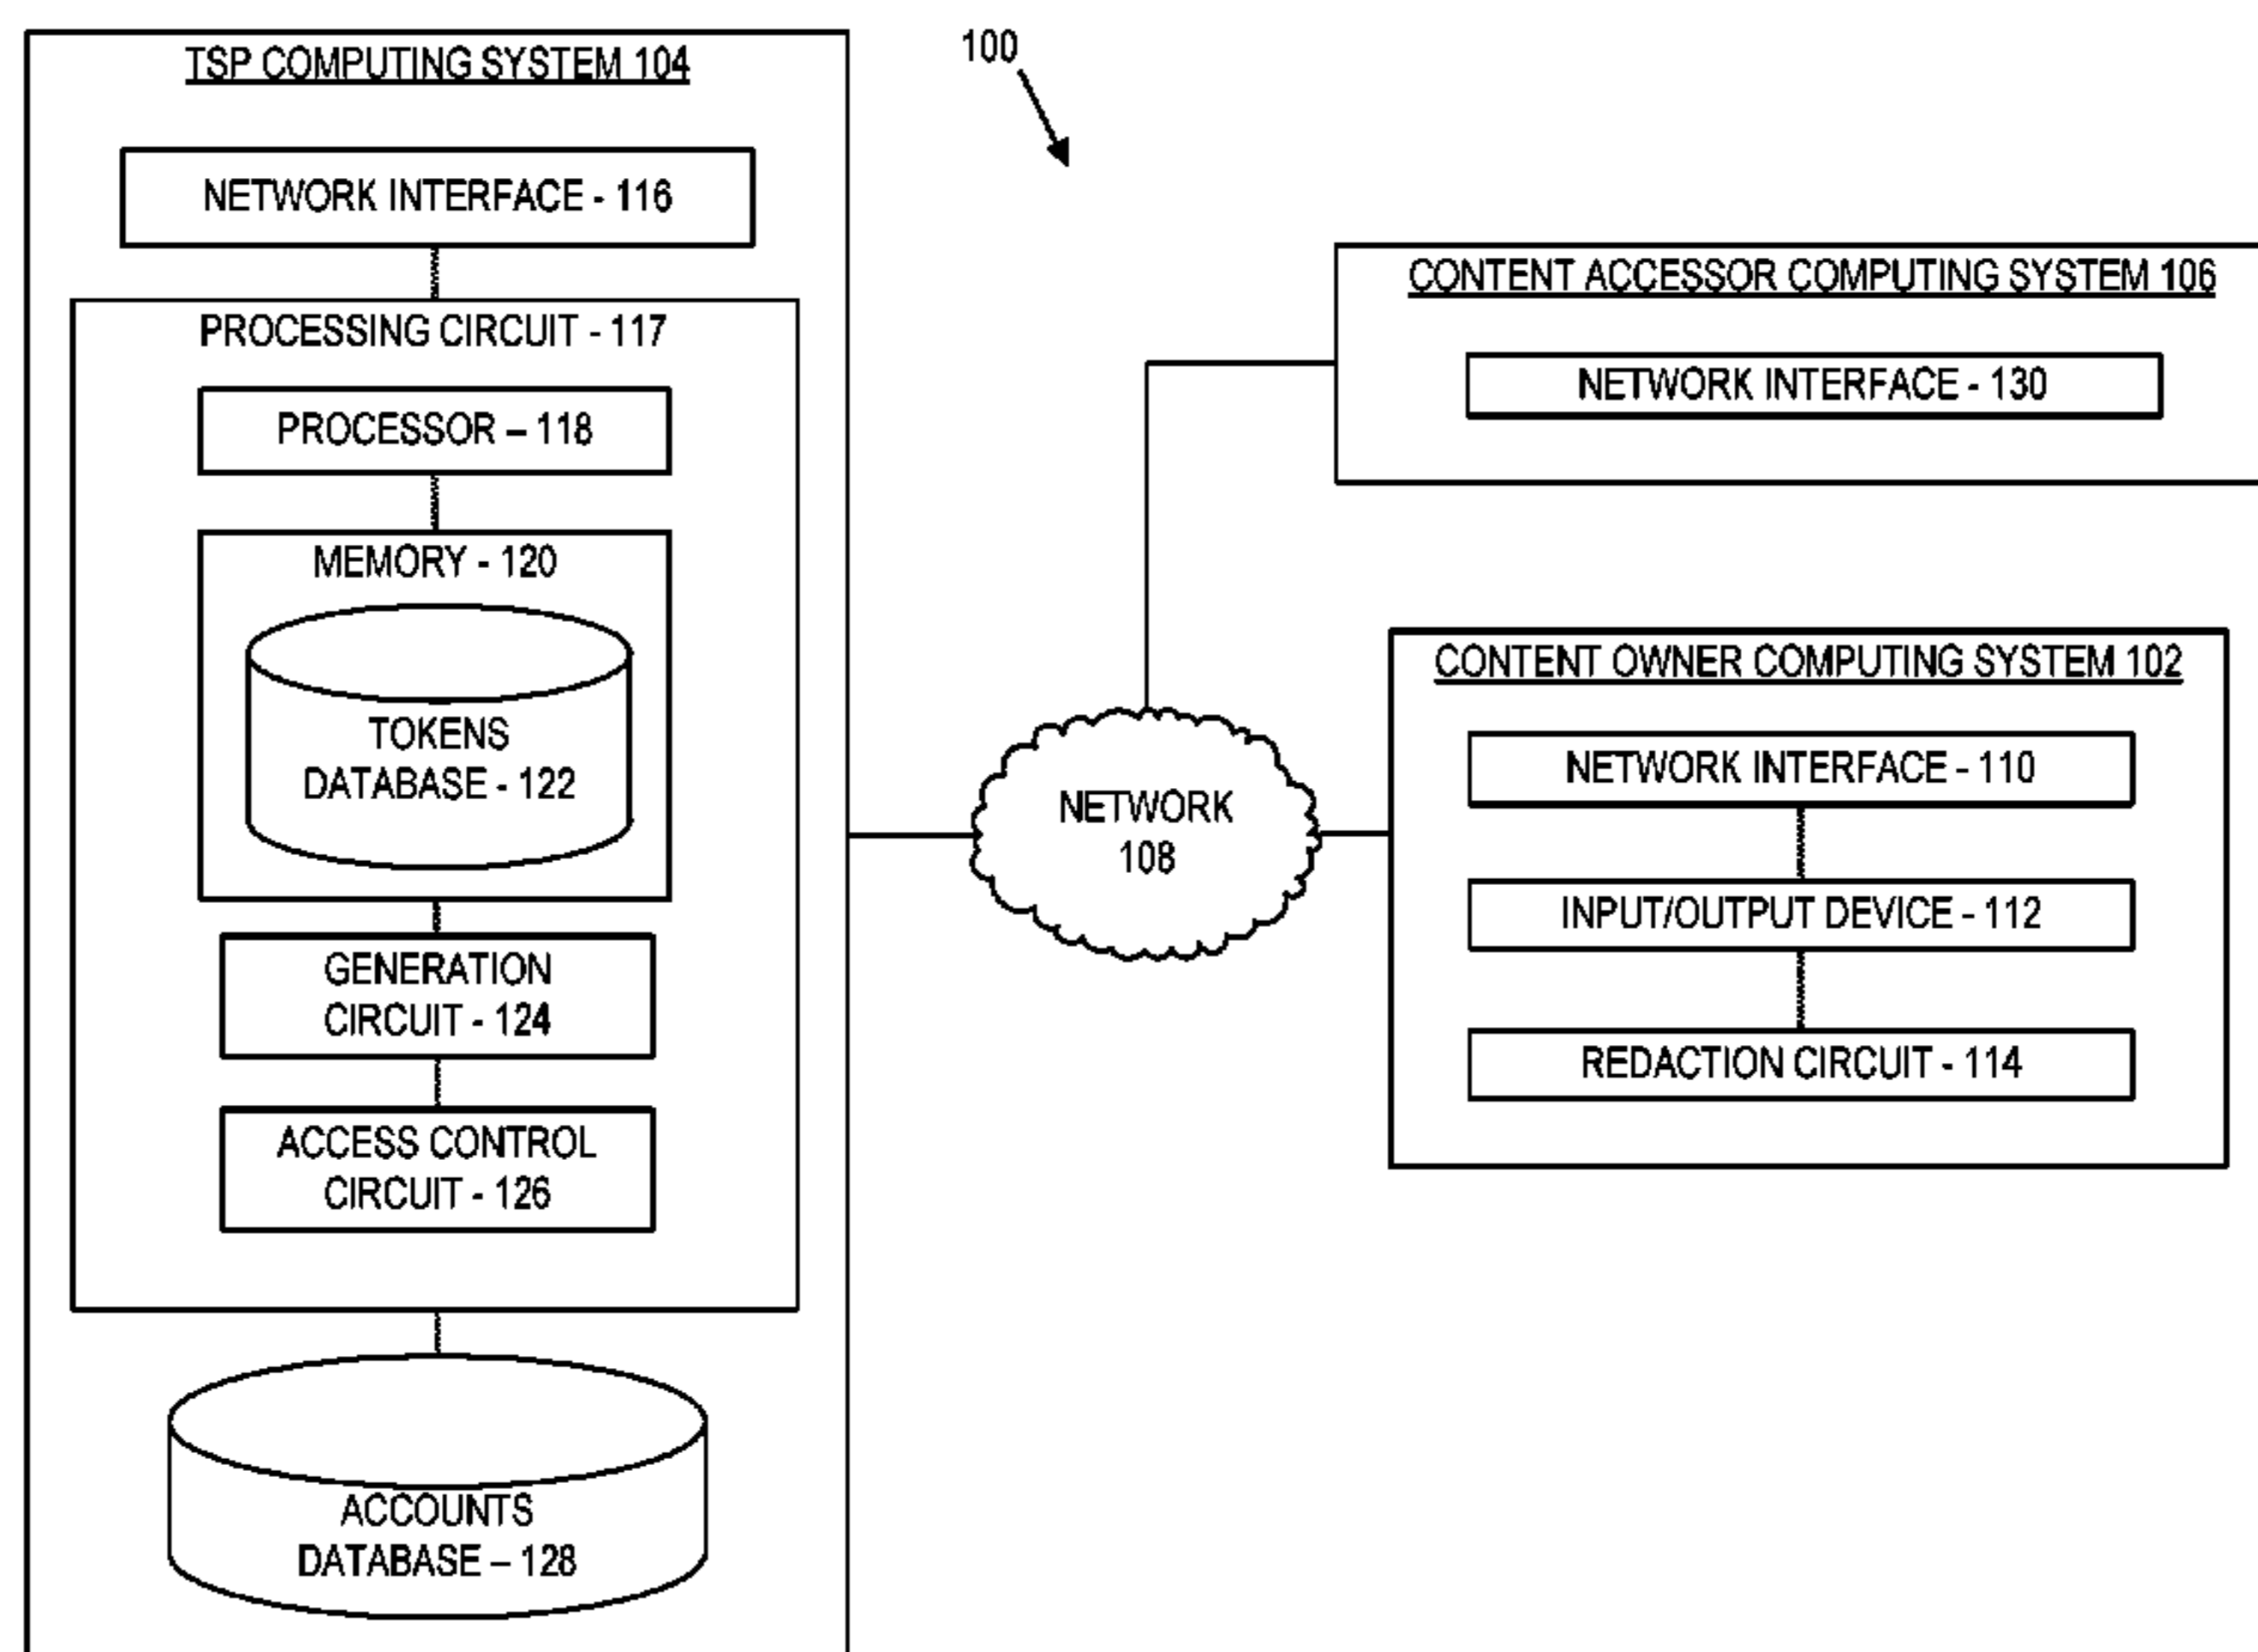 TSP COMPUTING SYSTEM 104
NETWORK INTERFACE - 116
PROCESSING CIRCUIT - 117
PROCESSOR – 118
MEMORY - 120
TOKENS
DATABASE - 122
GENERATION
CIRCUIT - 124
ACCESS CONTROL
CIRCUIT - 126
ACCOUNTS
DATABASE – 128
100
NETWORK
108
CONTENT ACCESSOR COMPUTING SYSTEM 106
NETWORK INTERFACE - 130
CONTENT OWNER COMPUTING SYSTEM 102
NETWORK INTERFACE - 110
INPUT/OUTPUT DEVICE - 112
REDACTION CIRCUIT - 114